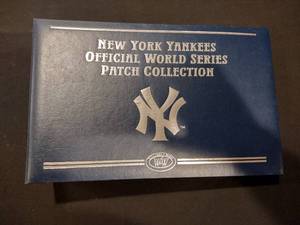 NEW YORK YANKEES
OFFICIAL WORLD SERIES
PATCH COLLECTION
NY